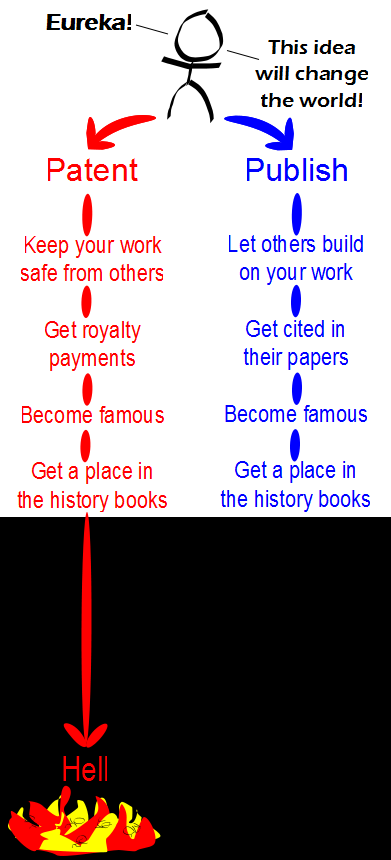 Eureka!
This idea
will change
the world!
Patent
Keep your work
safe from others
Get royalty
payments
Become famous
Get a place in
the history books
Hell
Publish
Let others build
on your work
Get cited in
their papers
Become famous
Get a place in
the history books